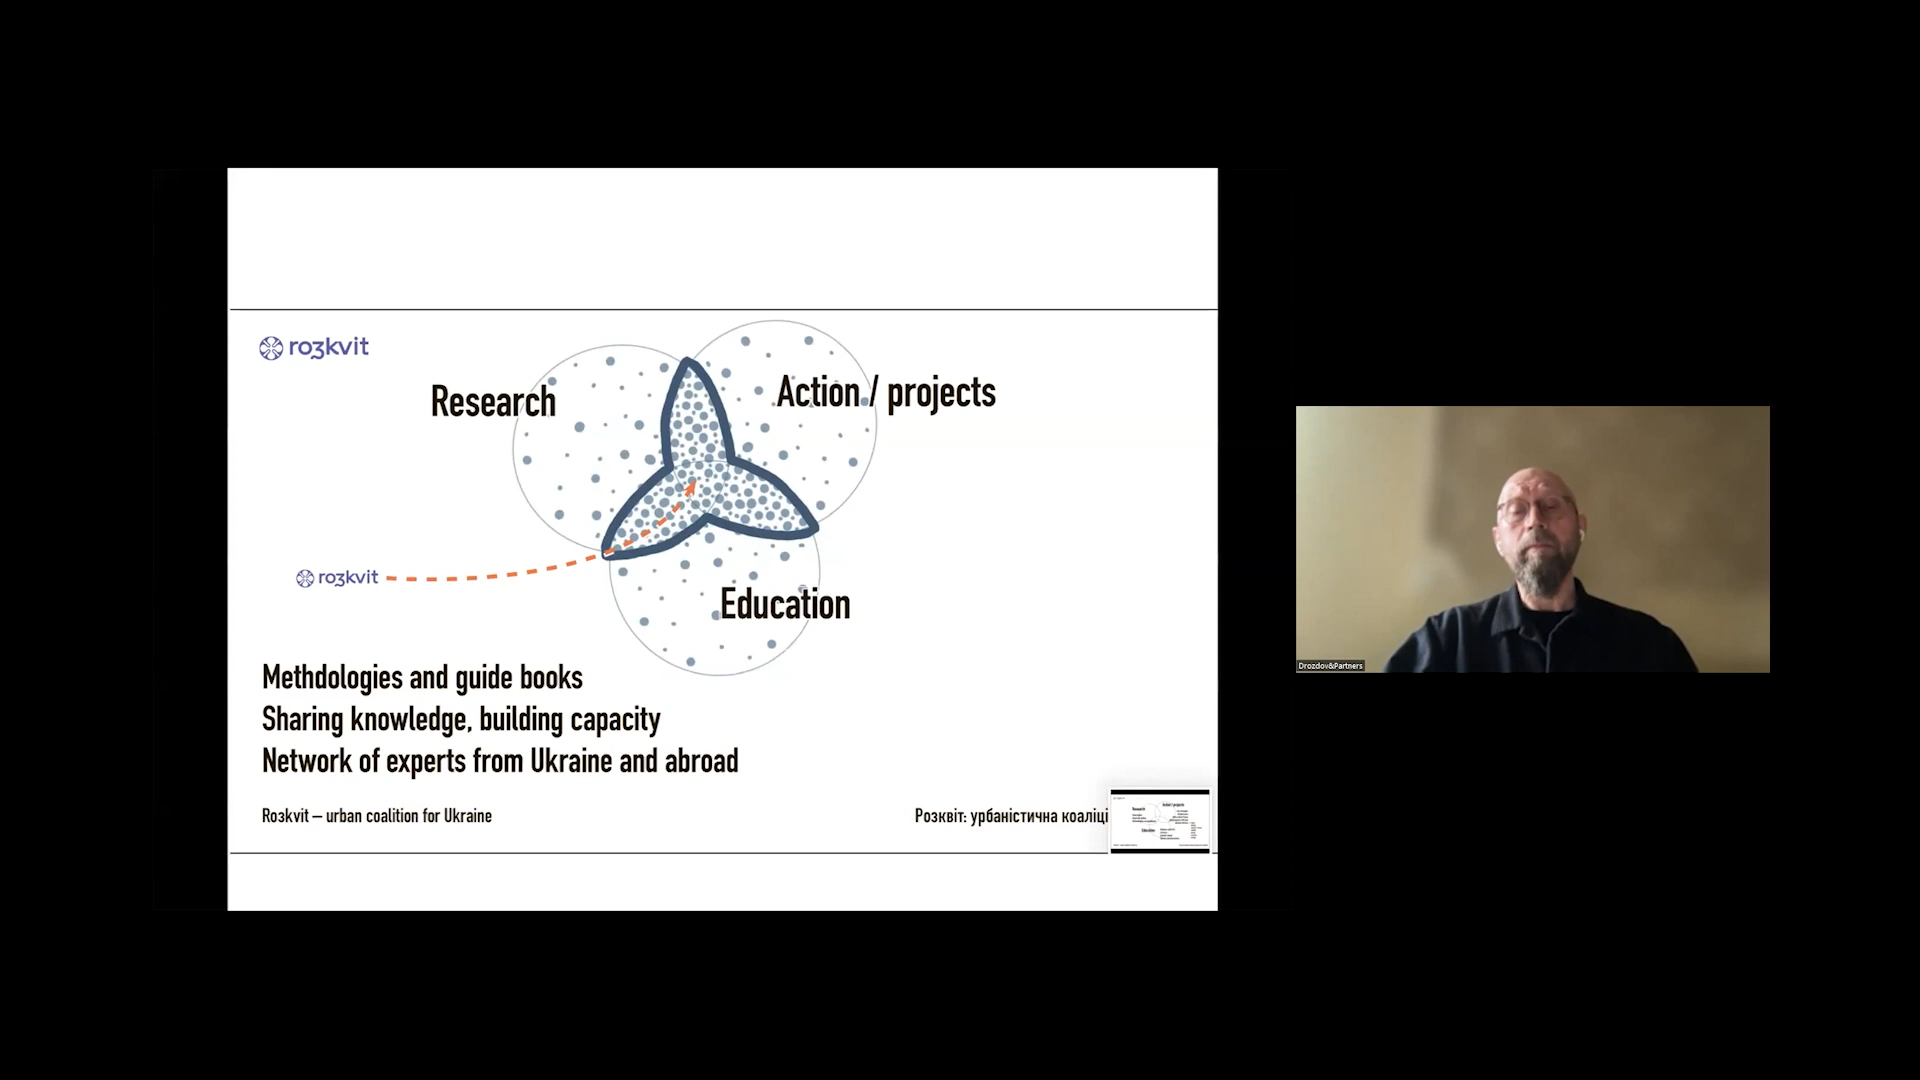 ro3kvit
Research
Action / projects
ro3kvit
Education
Methdologies and guide books
Sharing knowledge, building capacity
Network of experts from Ukraine and abroad
Ro3kvit – urban coalition for Ukraine
Розквіт: урбаністична коаліці
Drozdov&Partners